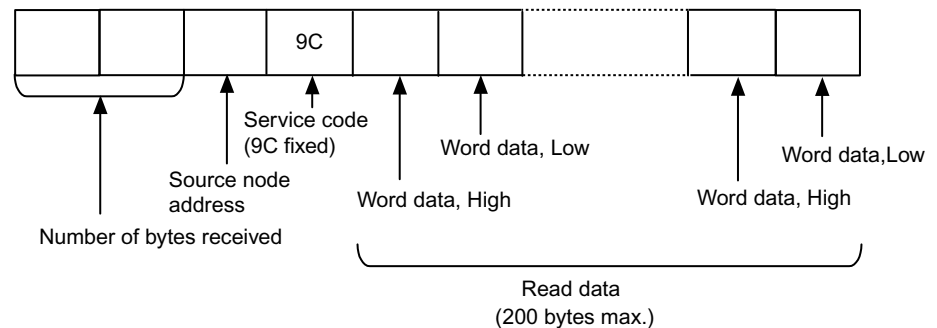 9C
Service code
(9C fixed)
Word data, Low
Word data,Low
Source node
address
Word data, High
Word data, High
Number of bytes received
Read data
(200 bytes max.)